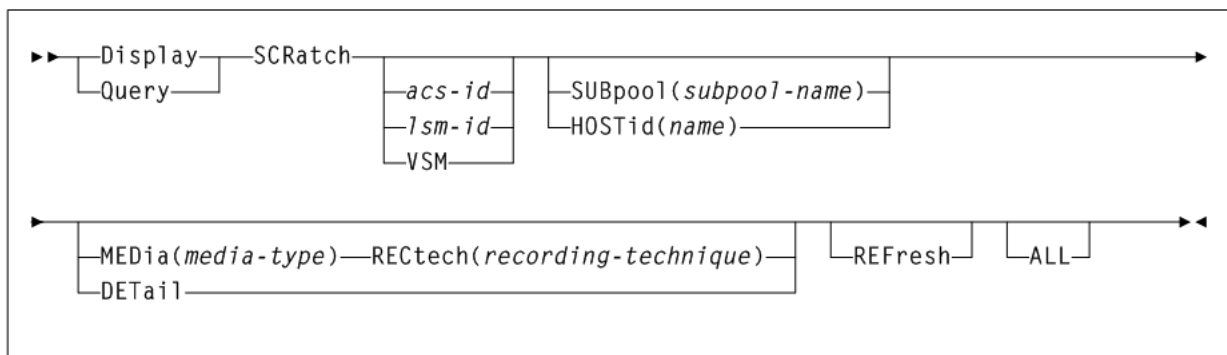 Display SCRatch
Query
acs-id
lsm-id
VSM
SUBpool(subpool-name)
HOSTid(name)
MEDia(media-type) RECtech(recording-technique)
DETail
REFresh
ALL